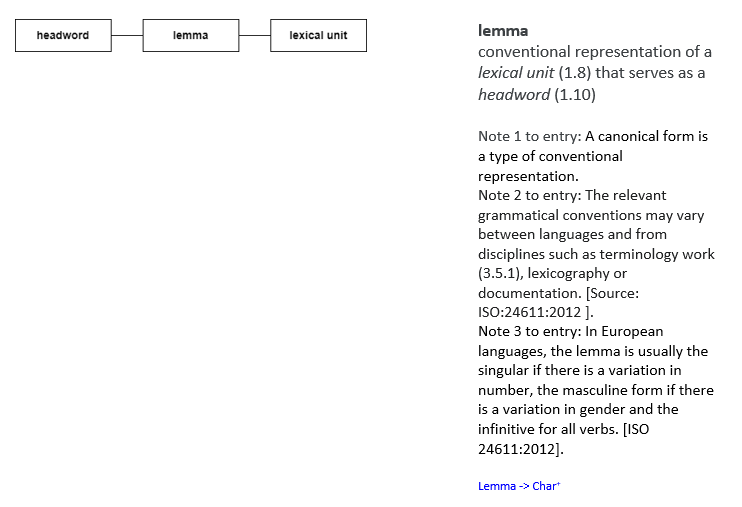 headword
lemma
lexical unit
lemma
conventional representation of a
lexical unit (1.8) that serves as a
headword (1.10)
Note 1 to entry: A canonical form is
a type of conventional
representation.
Note 2 to entry: The relevant
grammatical conventions may vary
between languages and from
disciplines such as terminology work
(3.5.1), lexicography or
documentation. [Source:
ISO:24611:2012 ].
Note 3 to entry: In European
languages, the lemma is usually the
singular if there is a variation in
number, the masculine form if there
is a variation in gender and the
infinitive for all verbs. [ISO
24611:2012].
Lemma -> Char⁺